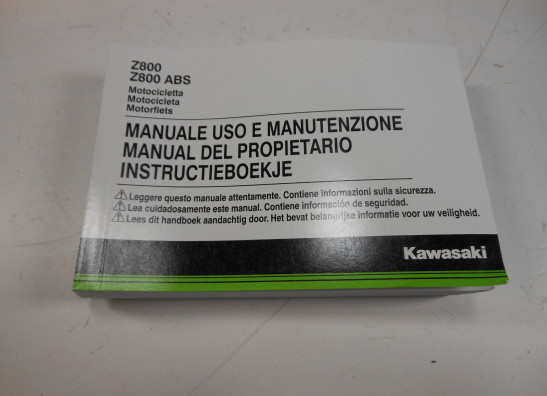 Z800
Z800 ABS
Motocicletta
Motocicleta
Motorfiets
MANUALE USO E MANUTENZIONE
MANUAL DEL PROPIETARIO
INSTRUCTIEBOEKJE
Leggere questo manuale attentamente. Contiene Informazioni sulla sicurezza.
Lea cuidadosamente este manual. Contiene información de seguridad.
Lees dit handboek aandachtig door. Het bevat belangrijke informatie voor uw veiligheid.
Kawasaki